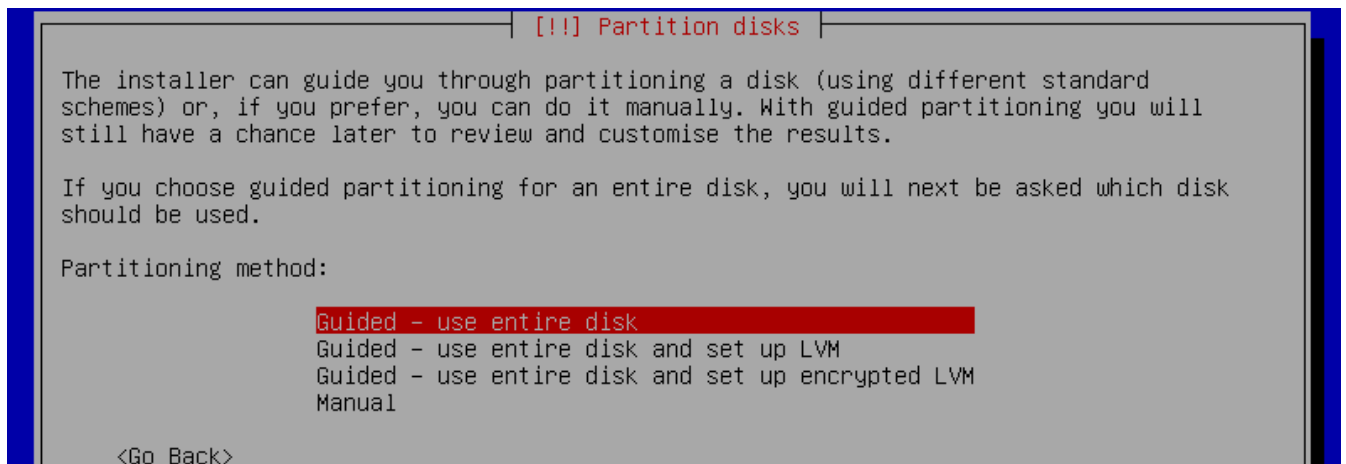 [!!] Partition disks
The installer can guide you through partitioning a disk (using different standard
schemes) or, if you prefer, you can do it manually. With guided partitioning you will
still have a chance later to review and customise the results.
If you choose guided partitioning for an entire disk, you will next be asked which disk
should be used.
Partitioning method:
Guided – use entire disk
Guided – use entire disk and set up LVM
Guided – use entire disk and set up encrypted LVM
Manual
<Go Back>